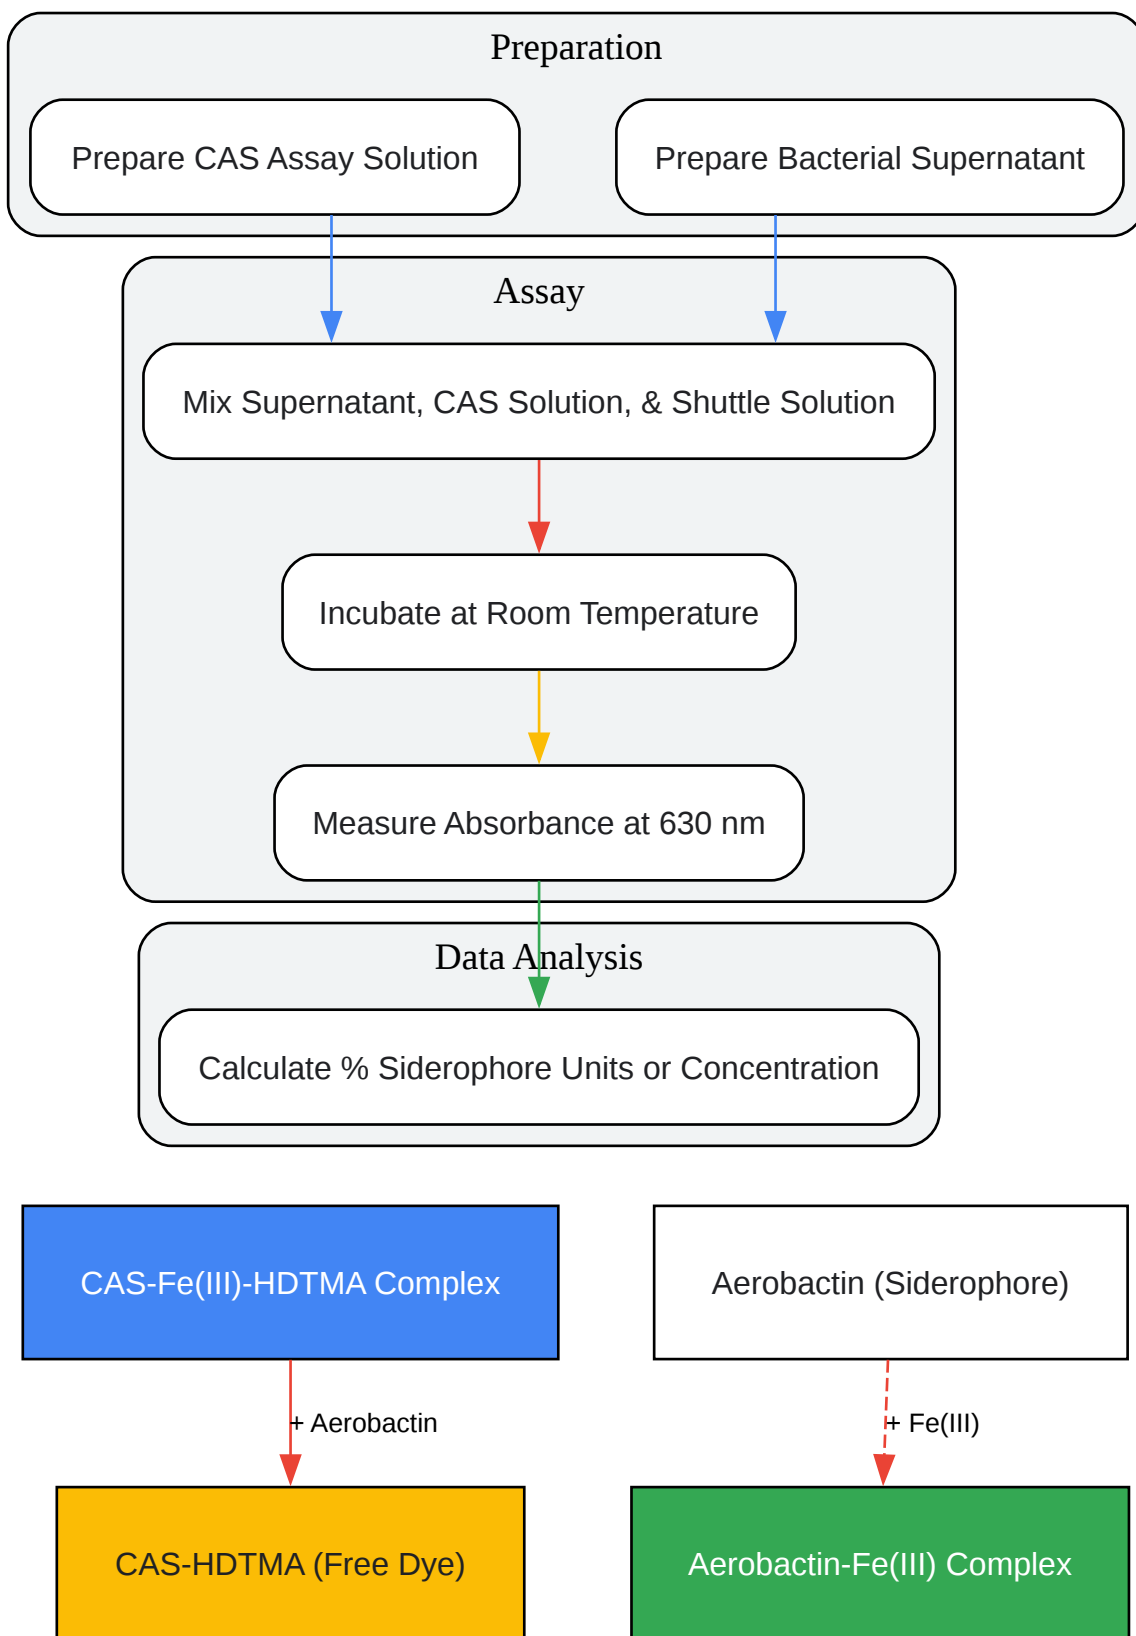 Preparation
Prepare CAS Assay Solution
Prepare Bacterial Supernatant
Assay
Mix Supernatant, CAS Solution, & Shuttle Solution
Incubate at Room Temperature
Measure Absorbance at 630 nm
Data Analysis
Calculate % Siderophore Units or Concentration
CAS-Fe(III)-HDTMA Complex
Aerobactin (Siderophore)
+ Aerobactin
+ Fe(III)
CAS-HDTMA (Free Dye)
Aerobactin-Fe(III) Complex